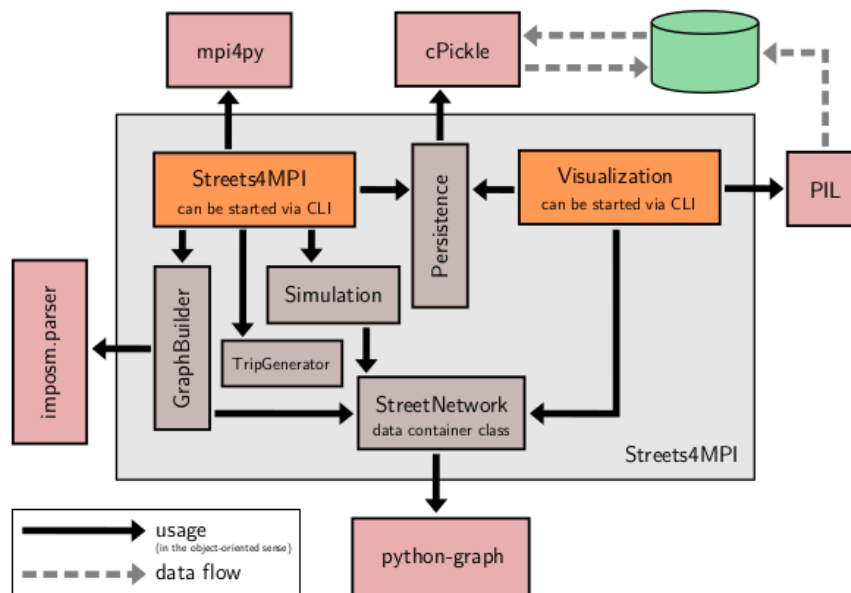 mpi4py
cPickle
Streets4MPI
can be started via CLI
Persistence
Visualization
can be started via CLI
PIL
imposm.parser
GraphBuilder
Simulation
TripGenerator
StreetNetwork
data container class
Streets4MPI
python-graph
usage
(in the object-oriented sense)
data flow